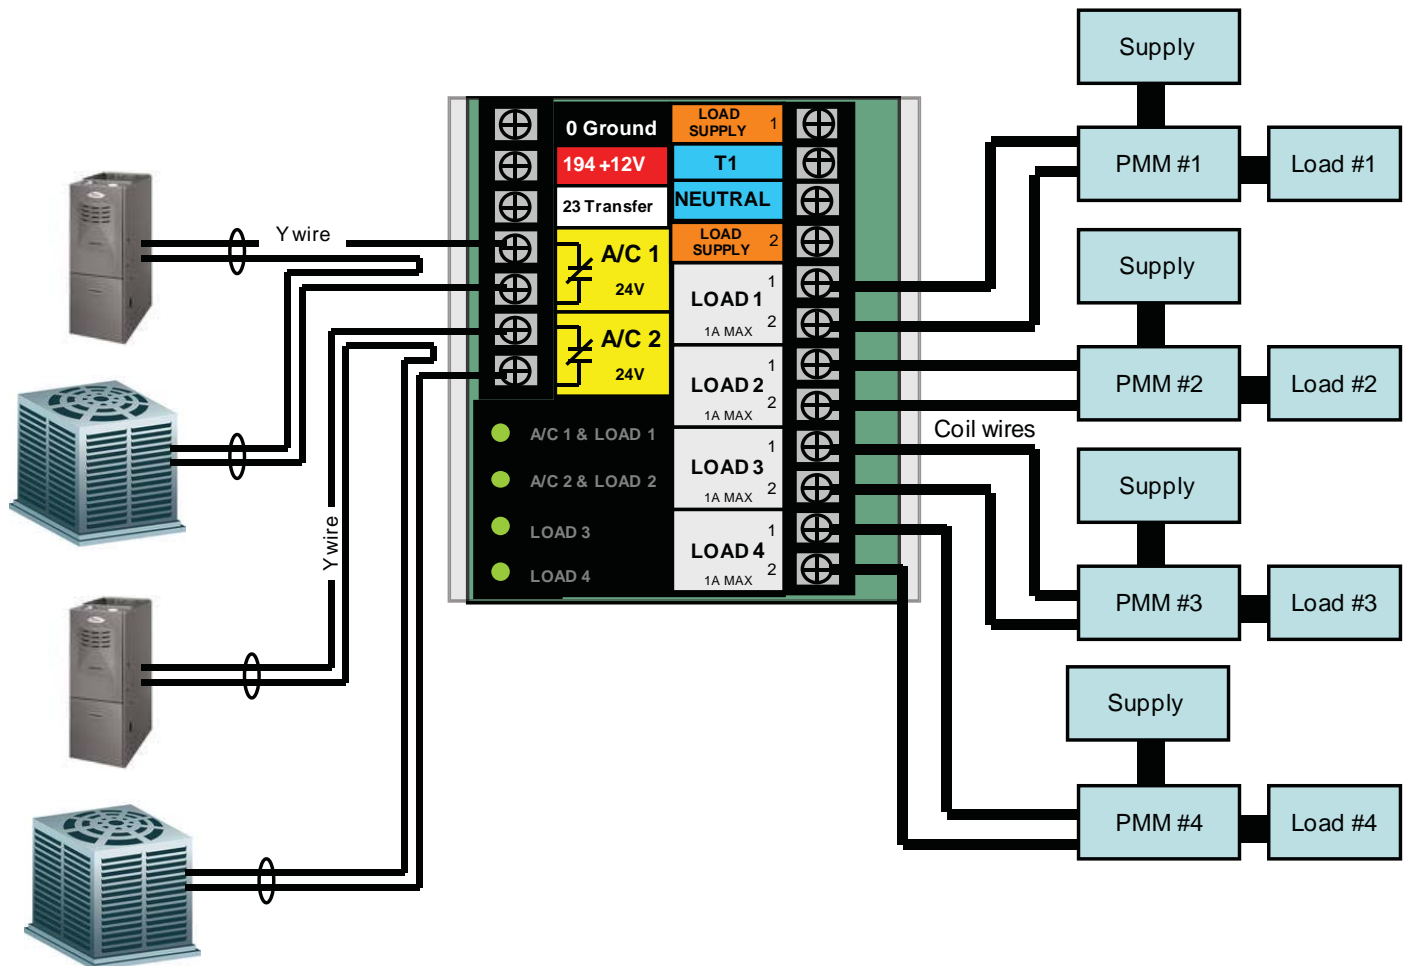 0 Ground
194 +12V
23 Transfer
A/C 1
24V
A/C 2
24V
A/C 1 & LOAD 1
A/C 2 & LOAD 2
LOAD 3
LOAD 4
LOAD
SUPPLY 1
T1
NEUTRAL
LOAD
SUPPLY 2
LOAD 1
1A MAX
1
2
LOAD 2
1A MAX
1
2
LOAD 3
1A MAX
1
2
LOAD 4
1A MAX
1
2
Y wire
Y wire
Coil wires
Supply
PMM #1
Load #1
Supply
PMM #2
Load #2
Supply
PMM #3
Load #3
Supply
PMM #4
Load #4